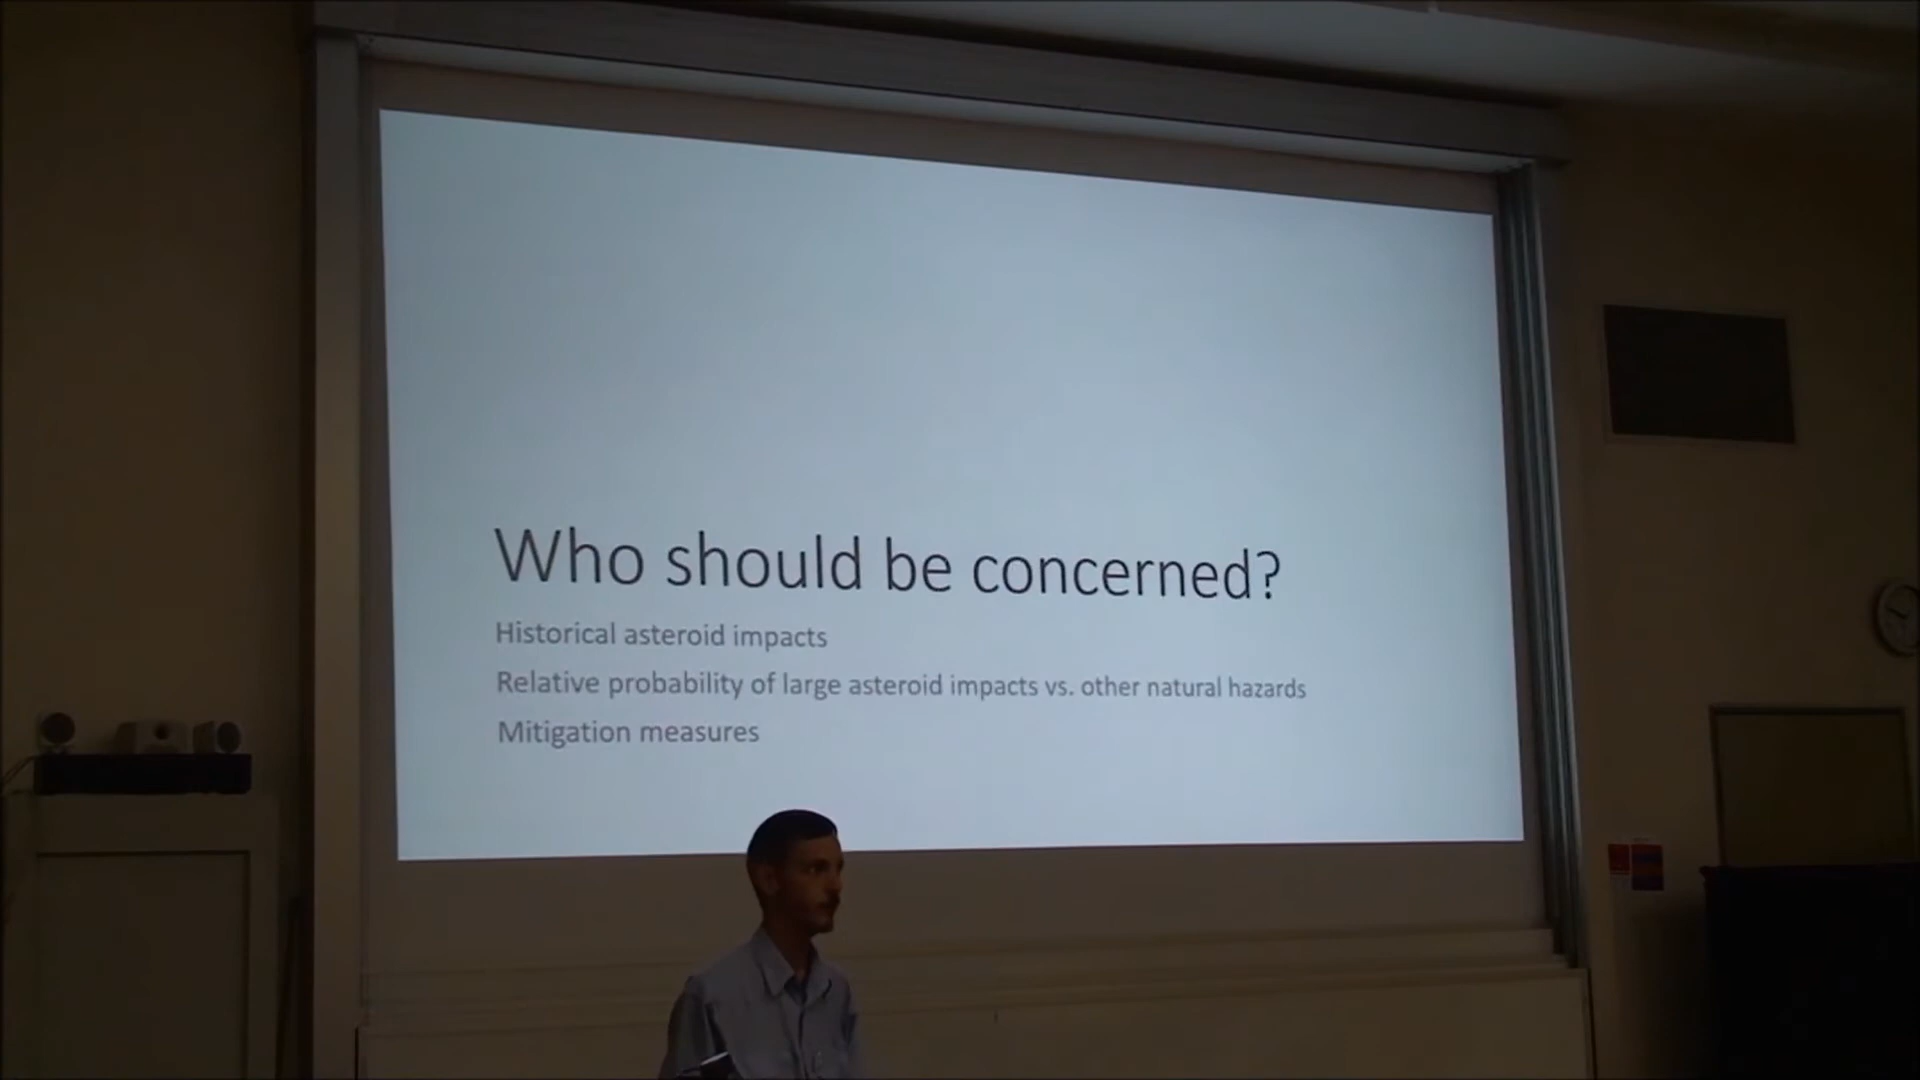 Who should be concerned?
Historical asteroid impacts
Relative probability of large asteroid impacts vs. other natural hazards
Mitigation measures